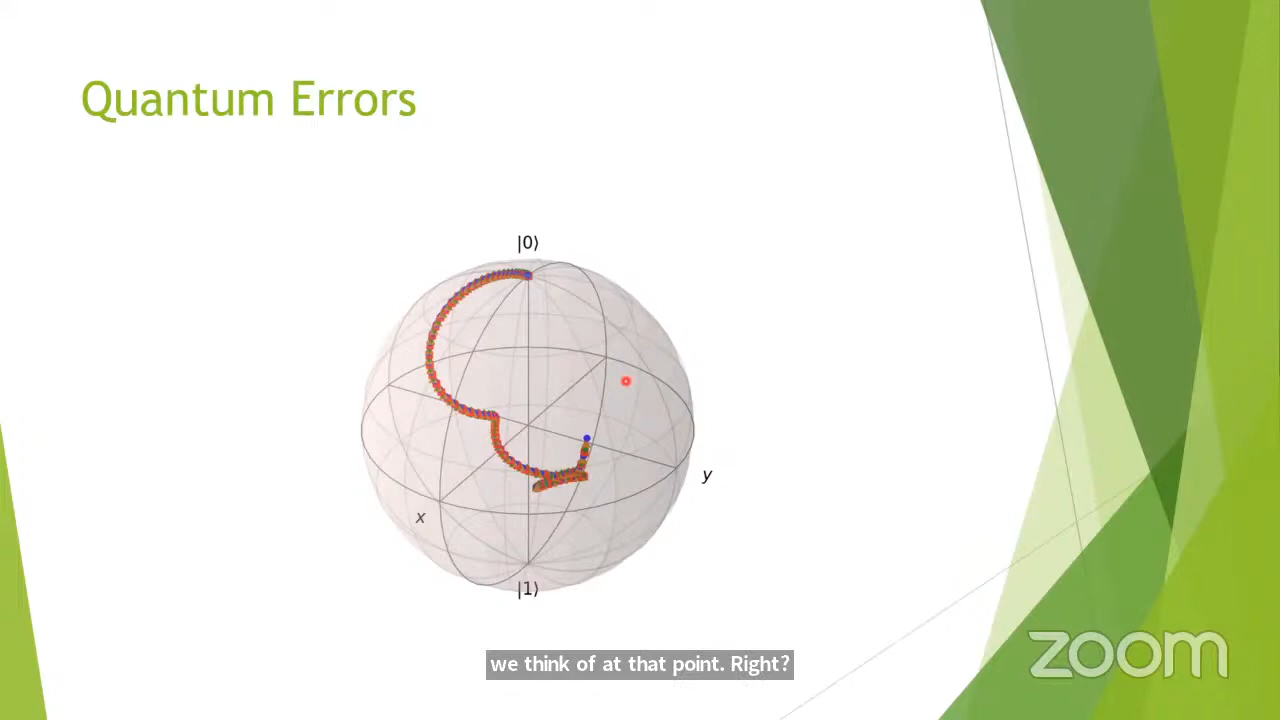 Quantum Errors
|0⟩
y
x
|1⟩
we think of at that point. Right?
zoom